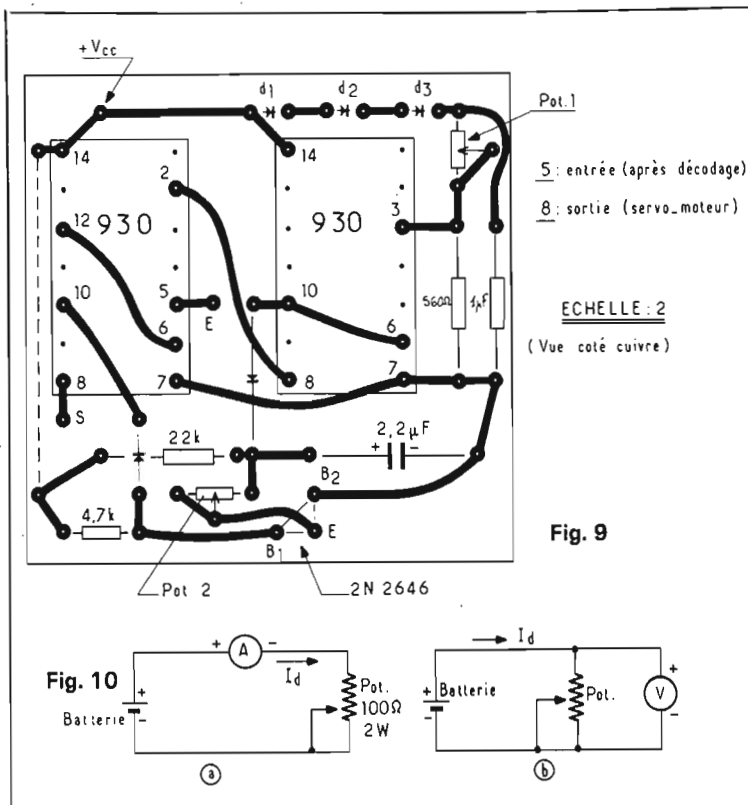 +Vcc
d1 d2 d3
Pot.1
14
14
2
3
12
930
930
5 : entrée (après décodage)
8 : sortie (servo_moteur)
10
5
E
10
560Ω
1µF
6
6
ECHELLE : 2
(Vue coté cuivre)
8
7
8
7
S
22k
2,2µF
+
−
B2
4,7k
B1
E
Fig. 9
Pot 2
2N 2646
Fig. 10
+ A −
Id
+
Batterie
−
Pot.
100Ω
2W
a
Id
+
Batterie
−
Pot.
+
V
−
b